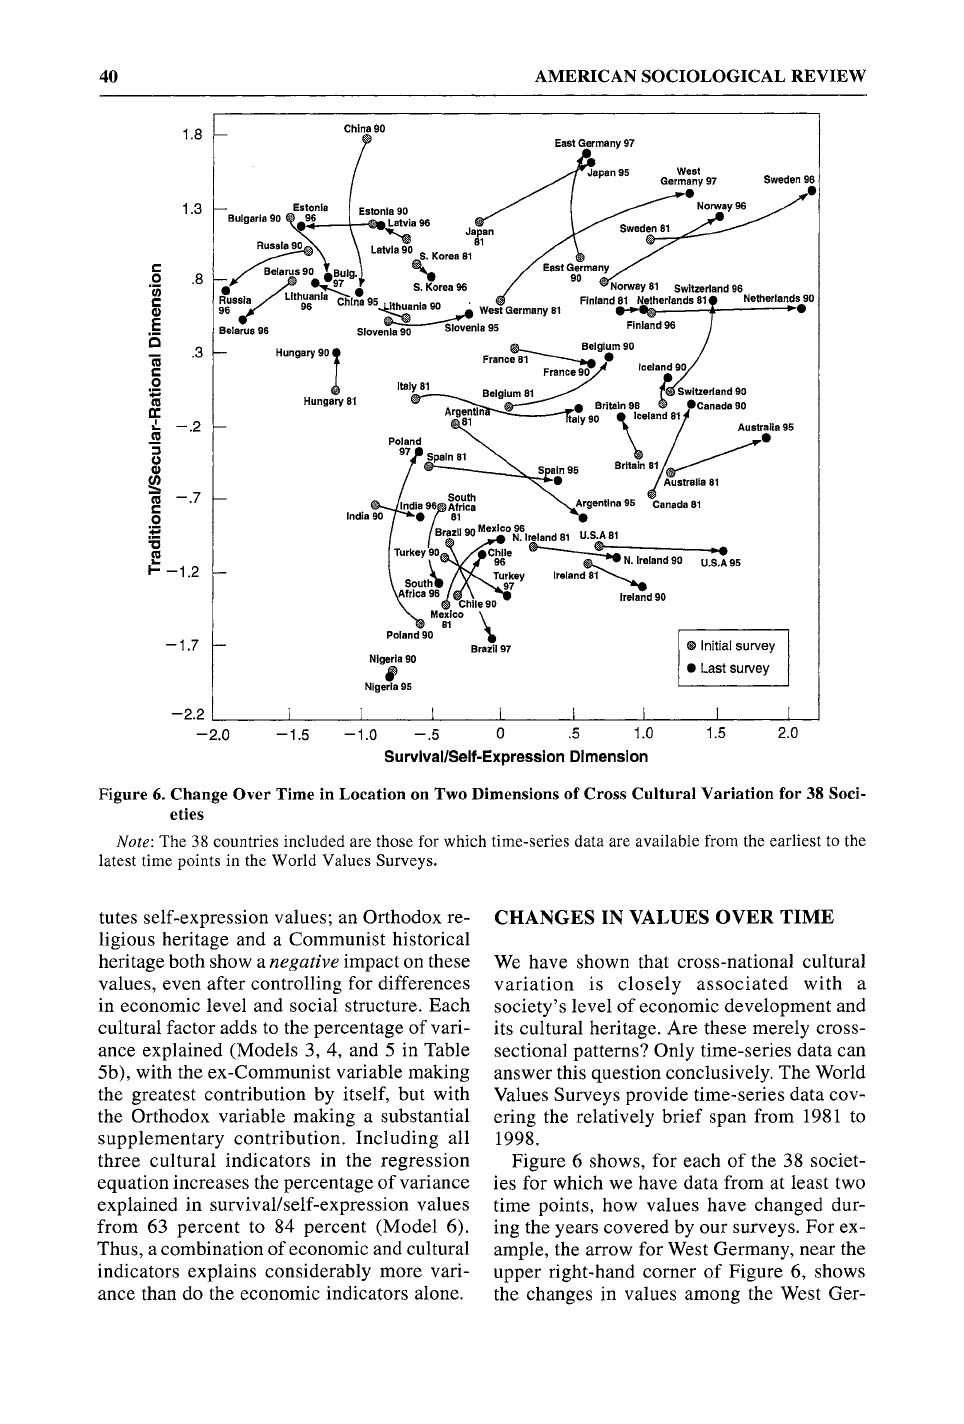 40
AMERICAN SOCIOLOGICAL REVIEW
Traditional/Secular-Rational Dimension
1.8
1.3
.8
.3
−.2
−.7
−1.2
−1.7
−2.2
China 90
East Germany 97
Japan 95
West
Germany 97
Sweden 96
Norway 96
Estonia
96
Bulgaria 90
Estonia 90
Latvia 96
Japan
81
Sweden 81
Russia 90
Latvia 90
S. Korea 81
Belarus 90
Bulg.
97
S. Korea 96
East Germany
90
Norway 81
Switzerland 96
Russia
96
Lithuania
96
China 95
Lithuania 90
West Germany 81
Finland 81
Netherlands 81
Netherlands 90
Belarus 96
Slovenia 90
Slovenia 95
Finland 96
Hungary 90
France 81
Belgium 90
France 90
Iceland 90
Hungary 81
Italy 81
Belgium 81
Switzerland 90
Argentina
81
Italy 90
Britain 98
Iceland 81
Canada 90
Australia 95
Poland
97
Spain 81
Spain 95
Britain 81
Australia 81
India 90
India 96
South
Africa
81
Argentina 95
Canada 81
Brazil 90
Mexico 96
N. Ireland 81
U.S.A 81
Turkey 90
Chile
96
N. Ireland 90
U.S.A 95
South
Africa 96
Turkey
97
Ireland 81
Ireland 90
Chile 90
Mexico
81
Poland 90
Brazil 97
Nigeria 90
Nigeria 95
Initial survey
Last survey
−2.0
−1.5
−1.0
−.5
0
.5
1.0
1.5
2.0
Survival/Self-Expression Dimension
Figure 6. Change Over Time in Location on Two Dimensions of Cross Cultural Variation for 38 Soci-
eties
Note: The 38 countries included are those for which time-series data are available from the earliest to the
latest time points in the World Values Surveys.
tutes self-expression values; an Orthodox re-
ligious heritage and a Communist historical
heritage both show a negative impact on these
values, even after controlling for differences
in economic level and social structure. Each
cultural factor adds to the percentage of vari-
ance explained (Models 3, 4, and 5 in Table
5b), with the ex-Communist variable making
the greatest contribution by itself, but with
the Orthodox variable making a substantial
supplementary contribution. Including all
three cultural indicators in the regression
equation increases the percentage of variance
explained in survival/self-expression values
from 63 percent to 84 percent (Model 6).
Thus, a combination of economic and cultural
indicators explains considerably more vari-
ance than do the economic indicators alone.
CHANGES IN VALUES OVER TIME
We have shown that cross-national cultural
variation is closely associated with a
society's level of economic development and
its cultural heritage. Are these merely cross-
sectional patterns? Only time-series data can
answer this question conclusively. The World
Values Surveys provide time-series data cov-
ering the relatively brief span from 1981 to
1998.
Figure 6 shows, for each of the 38 societ-
ies for which we have data from at least two
time points, how values have changed dur-
ing the years covered by our surveys. For ex-
ample, the arrow for West Germany, near the
upper right-hand corner of Figure 6, shows
the changes in values among the West Ger-